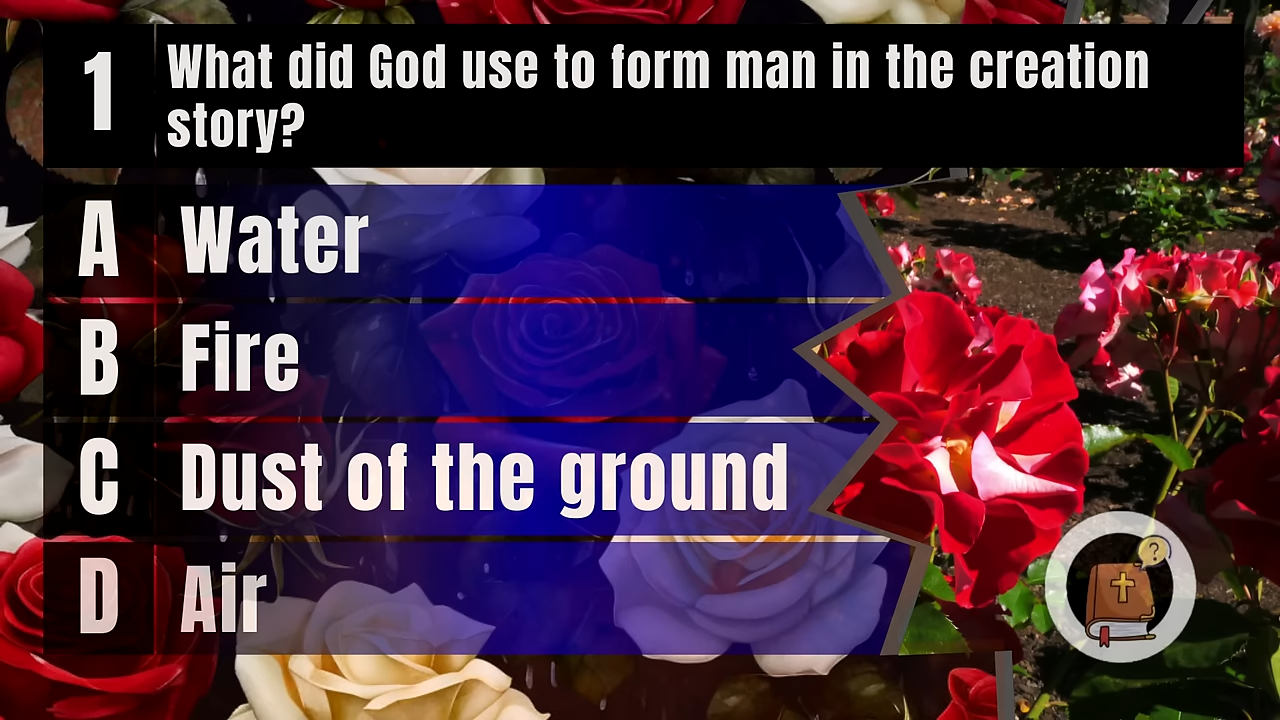 1
What did God use to form man in the creation
story?
A Water
B Fire
C Dust of the ground
D Air
?